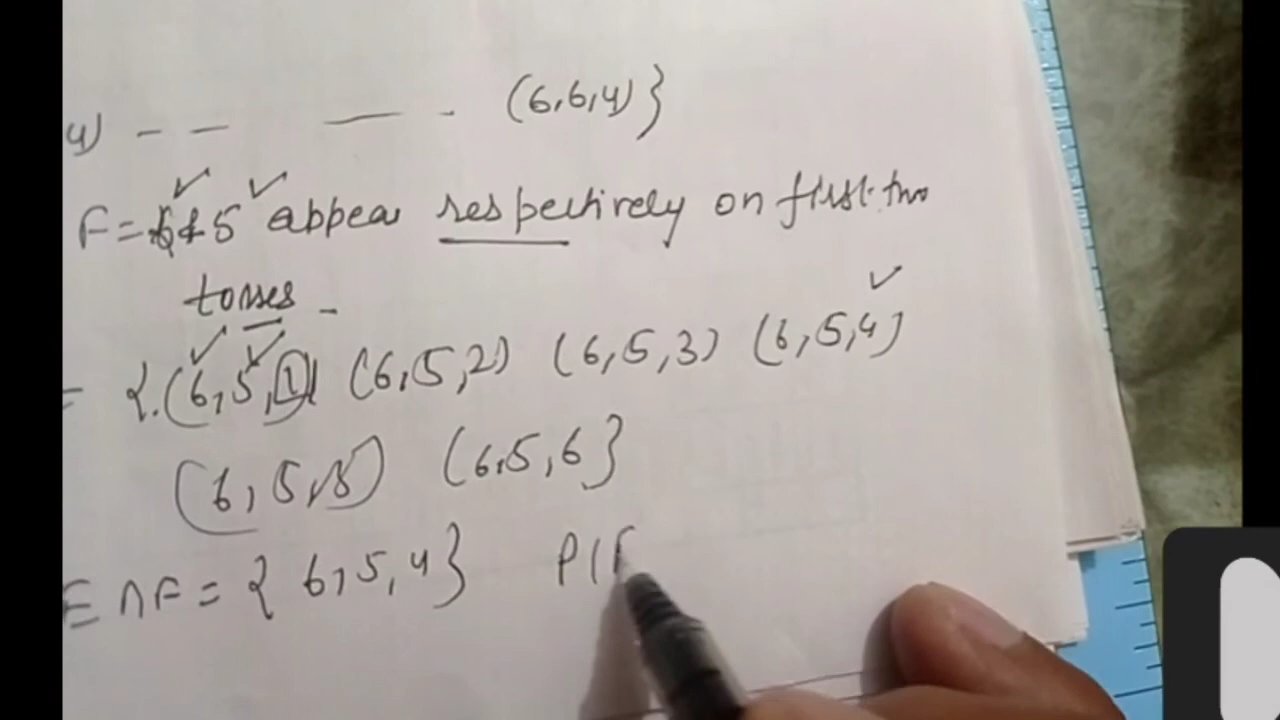 4) - - — - (6,6,4)}
F = 6 & 5 appear respectively on first two
tosses -
= {.(6,5,1) (6,5,2) (6,5,3) (6,5,4)
(6,5,5) (6,5,6}
E ∩ F = { 6,5,4} P(F